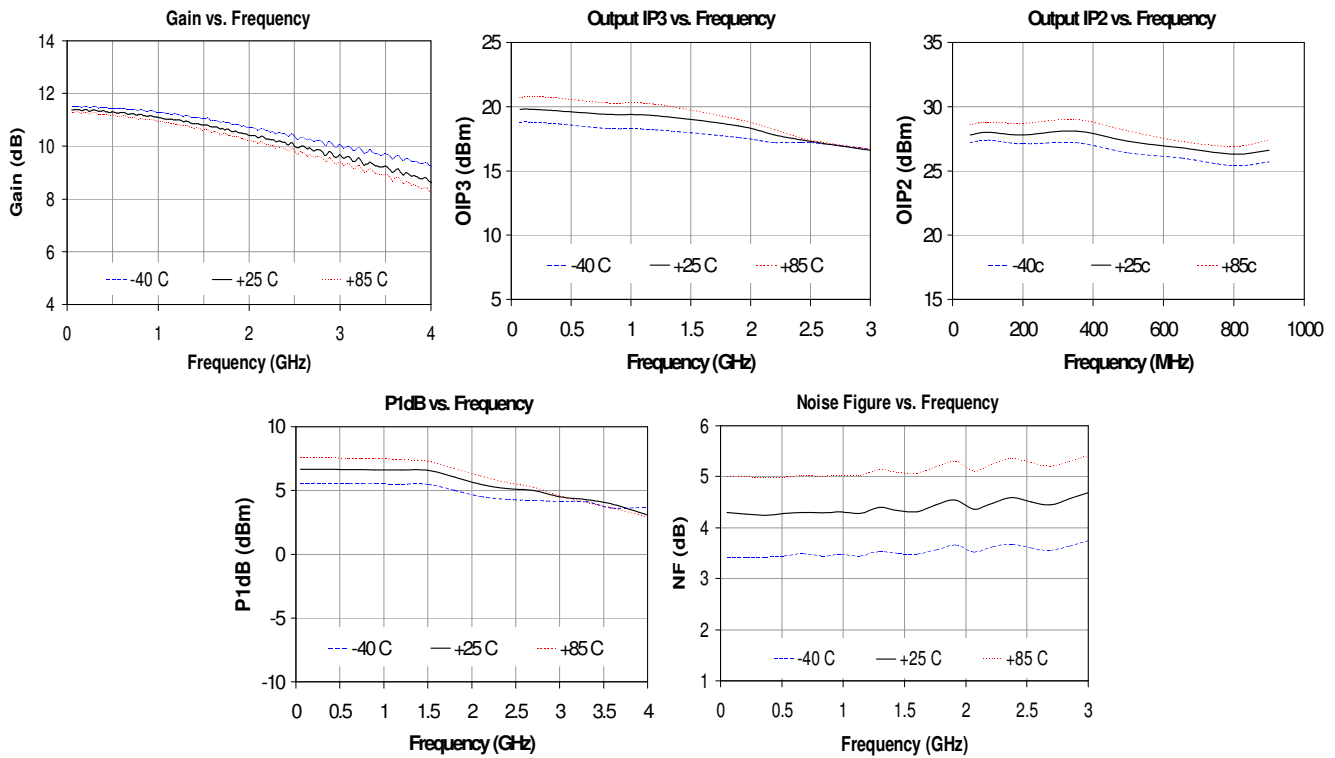 Gain vs. Frequency
14
12
10
8
6
4
Gain (dB)
-40 C +25 C +85 C
0 1 2 3 4
Frequency (GHz)
Output IP3 vs. Frequency
25
20
15
10
5
OIP3 (dBm)
-40 C +25 C +85 C
0 0.5 1 1.5 2 2.5 3
Frequency (GHz)
Output IP2 vs. Frequency
35
30
25
20
15
OIP2 (dBm)
-40c +25c +85c
0 200 400 600 800 1000
Frequency (MHz)
P1dB vs. Frequency
10
5
0
-5
-10
P1dB (dBm)
-40 C +25 C +85 C
0 0.5 1 1.5 2 2.5 3 3.5 4
Frequency (GHz)
Noise Figure vs. Frequency
6
5
4
3
2
1
NF (dB)
-40 C +25 C +85 C
0 0.5 1 1.5 2 2.5 3
Frequency (GHz)